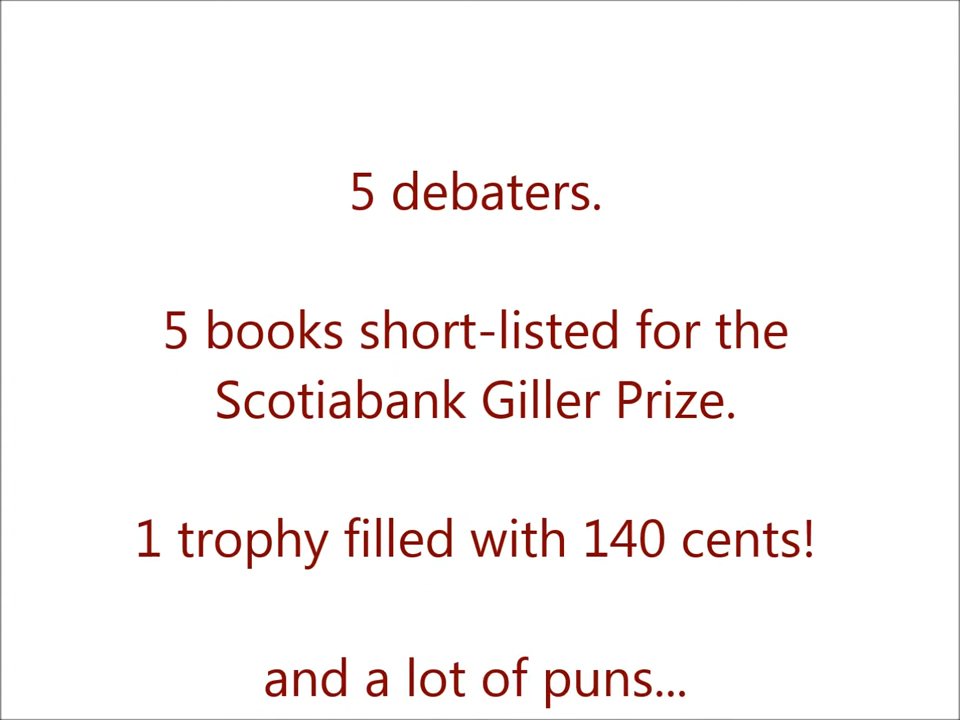 5 debaters.
5 books short-listed for the
Scotiabank Giller Prize.
1 trophy filled with 140 cents!
and a lot of puns...